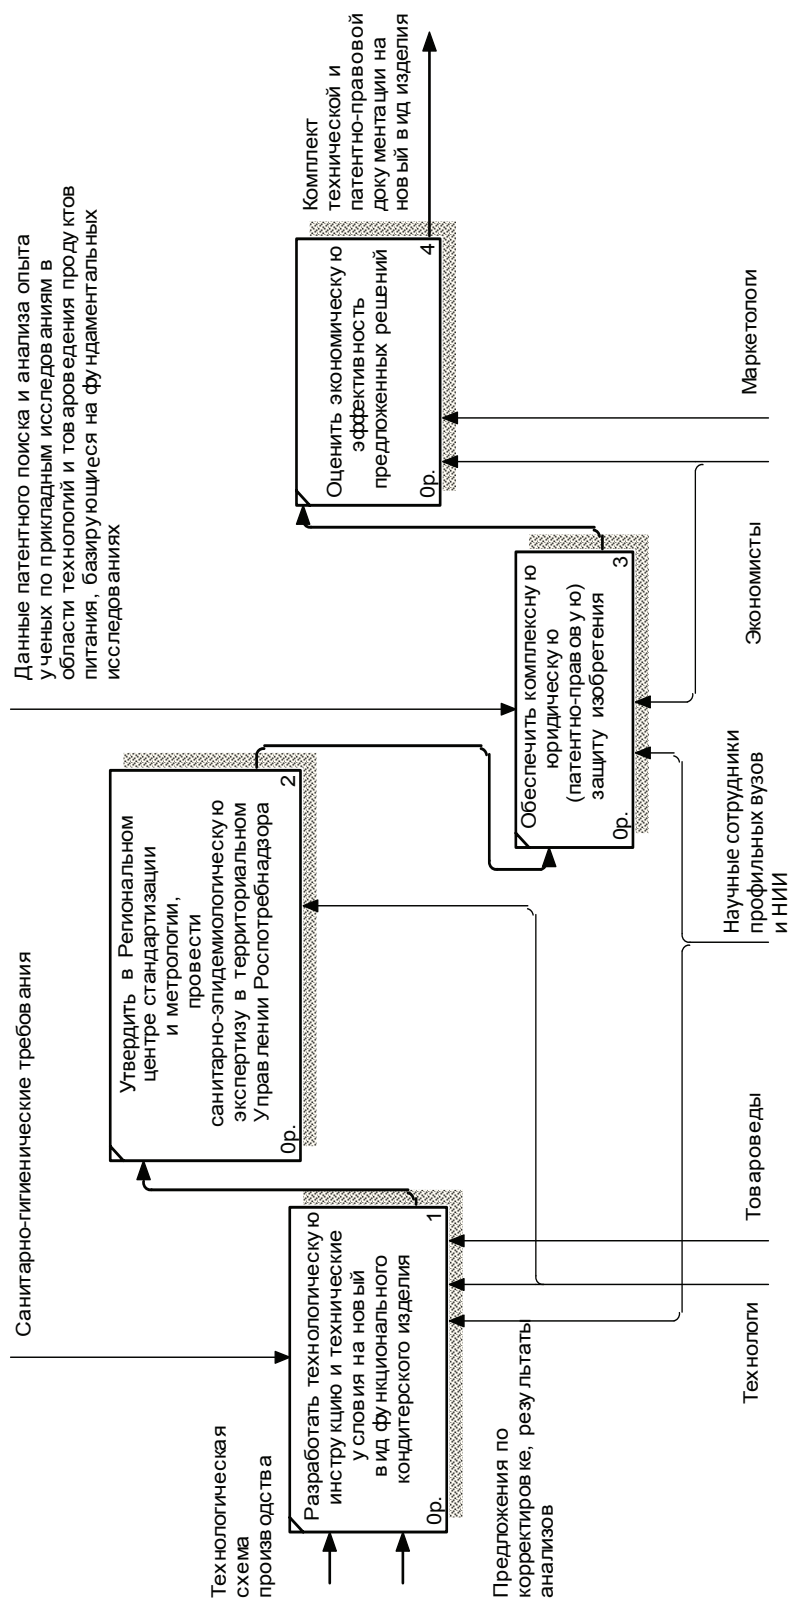 Санитарно-гигиенические требования
Данные патентного поиска и анализа опыта
ученых по прикладным исследованиям в
области технологий и товароведения продуктов
питания, базирующиеся на фундаментальных
исследованиях
Технологическая
схема
производства
Разработать технологическую
инструкцию и технические
условия на новый
вид функционального
кондитерского изделия
0р.
1
Предложения по
корректировке, результаты
анализов
Утвердить в Региональном
центре стандартизации
и метрологии,
провести
санитарно-эпидемиологическую
экспертизу в территориальном
Управлении Роспотребнадзора
0р.
2
Обеспечить комплексную
юридическую
(патентно-правовую)
защиту изобретения
0р.
3
Оценить экономическую
эффективность
предложенных решений
0р.
4
Комплект
технической и
патентно-правовой
документации на
новый вид изделия
Технологи
Товароведы
Научные сотрудники
профильных вузов
и НИИ
Экономисты
Маркетологи